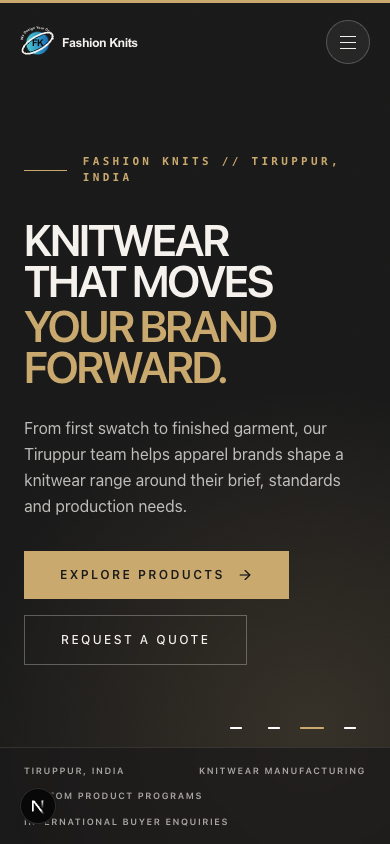 FK
Fashion Knits
FASHION KNITS // TIRUPPUR,
INDIA
KNITWEAR
THAT MOVES
YOUR BRAND
FORWARD.
From first swatch to finished garment, our
Tiruppur team helps apparel brands shape a
knitwear range around their brief, standards
and production needs.
EXPLORE PRODUCTS →
REQUEST A QUOTE
TIRUPPUR, INDIA
KNITWEAR MANUFACTURING
PRODUCT PROGRAMS
N
BUYER ENQUIRIES